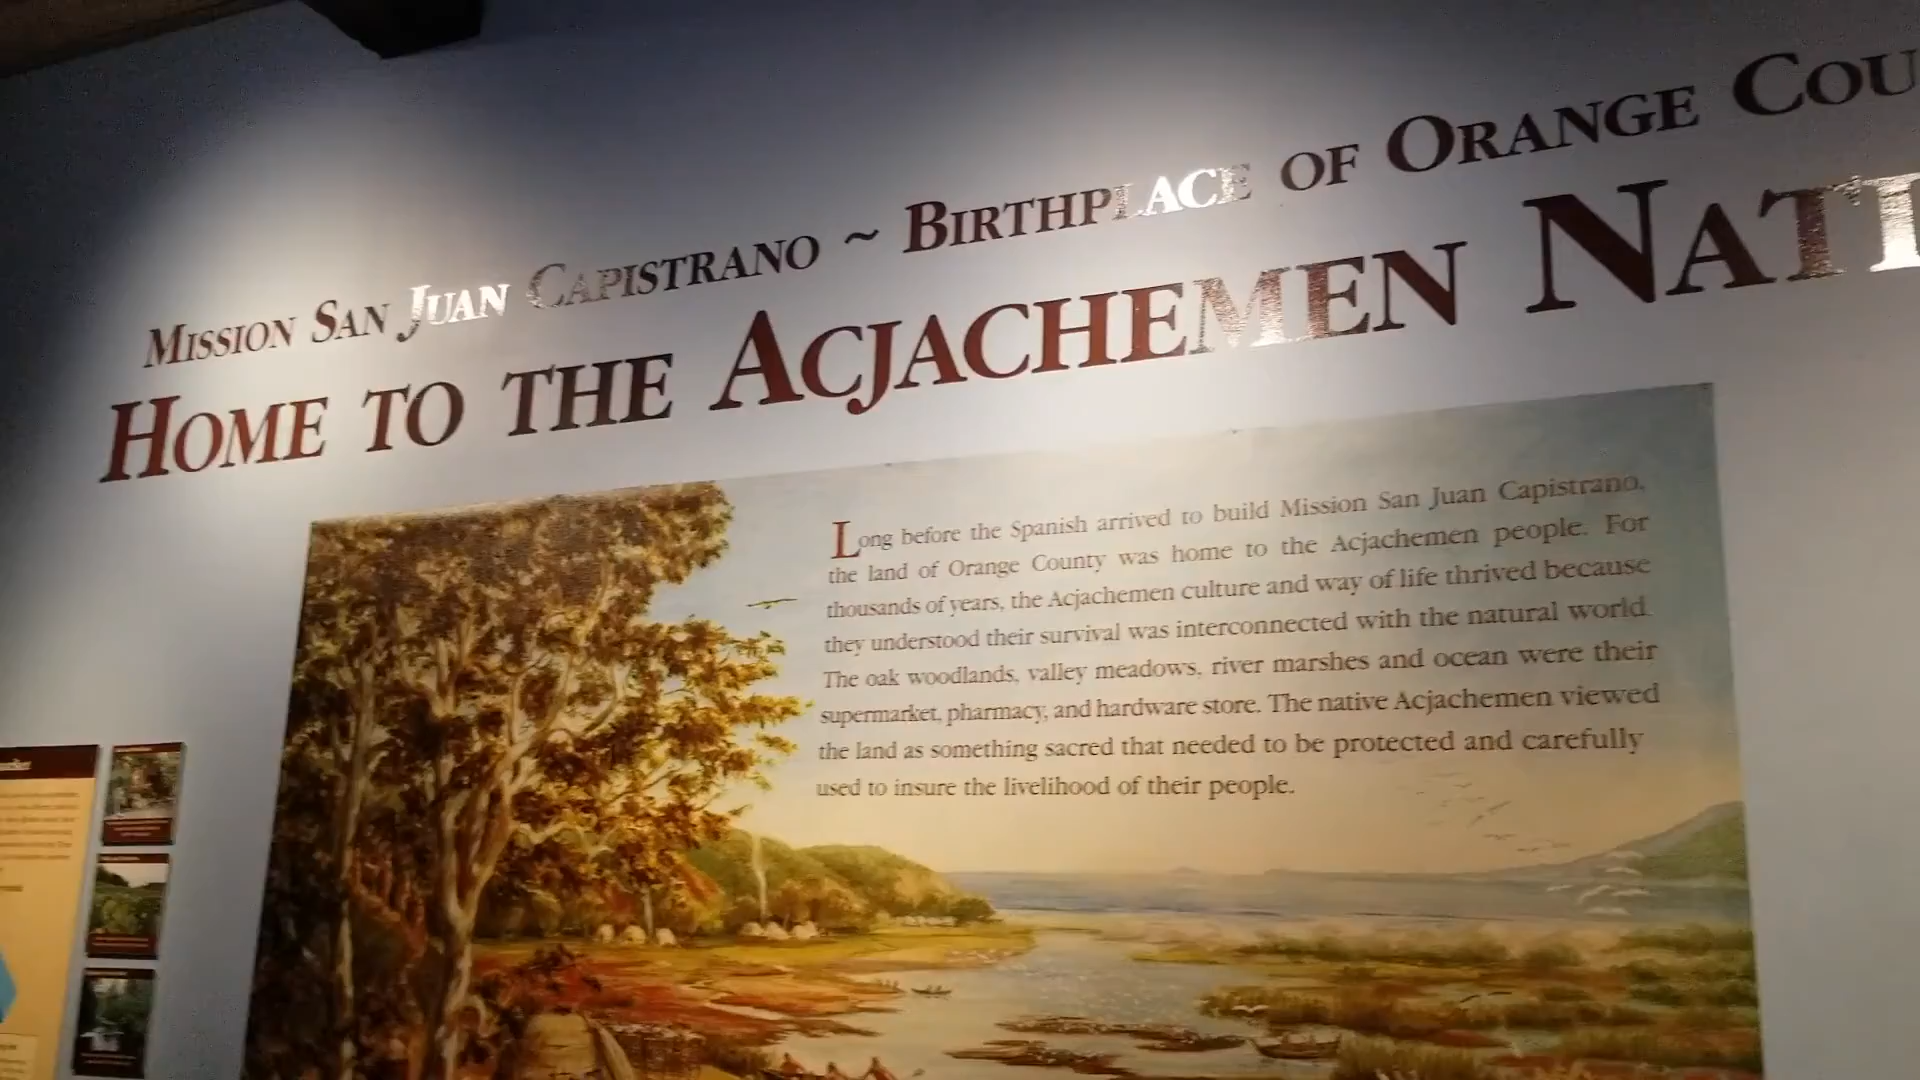 MISSION SAN JUAN CAPISTRANO ~ BIRTHPLACE OF ORANGE COU
HOME TO THE ACJACHEMEN NATI
Long before the Spanish arrived to build Mission San Juan Capistrano,
the land of Orange County was home to the Acjachemen people. For
thousands of years, the Acjachemen culture and way of life thrived because
they understood their survival was interconnected with the natural world.
The oak woodlands, valley meadows, river marshes and ocean were their
supermarket, pharmacy, and hardware store. The native Acjachemen viewed
the land as something sacred that needed to be protected and carefully
used to insure the livelihood of their people.